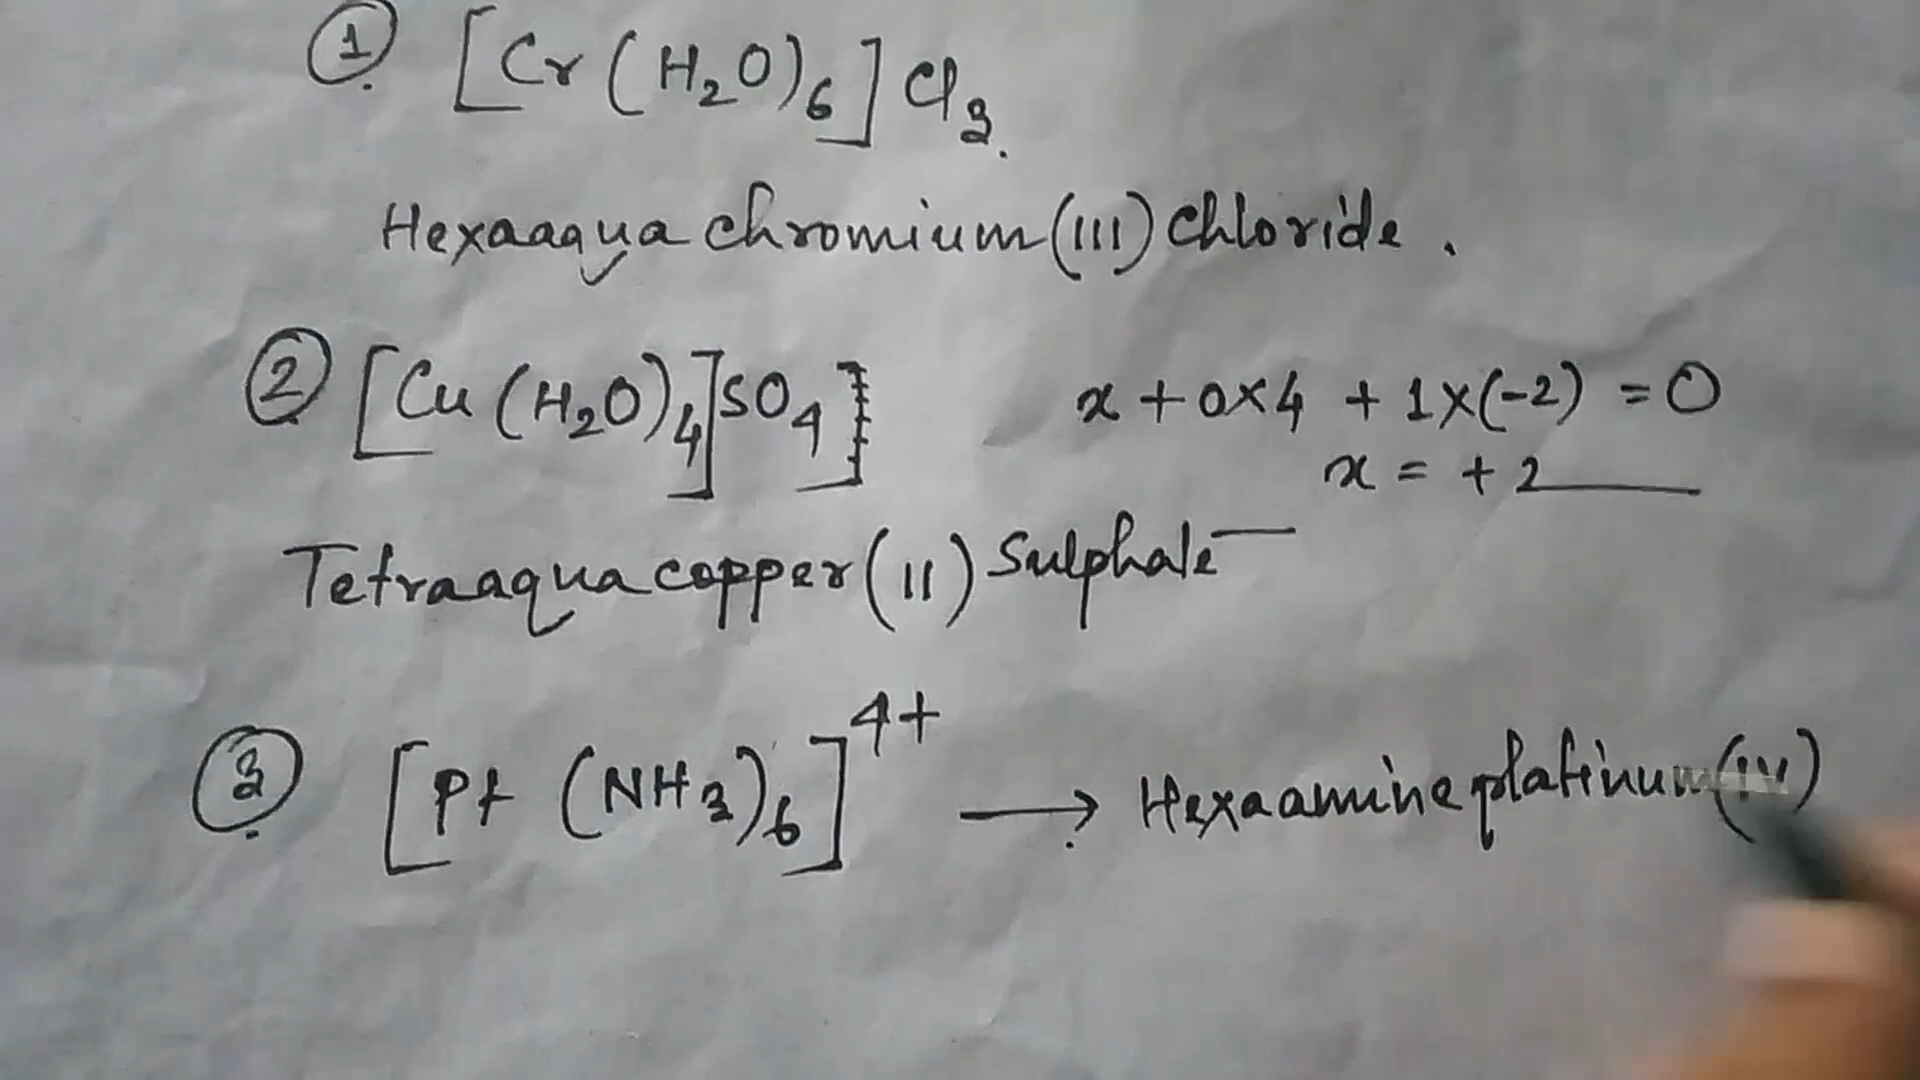 ① [Cr(H₂O)₆]Cl₃.
Hexaaqua chromium(III) chloride.
② [Cu(H₂O)₄]SO₄] x + 0×4 + 1×(-2) = 0
x = +2
Tetraaqua copper(II) Sulphate
③ [Pt(NH₃)₆]⁴⁺ → Hexaamine platinum(IV)